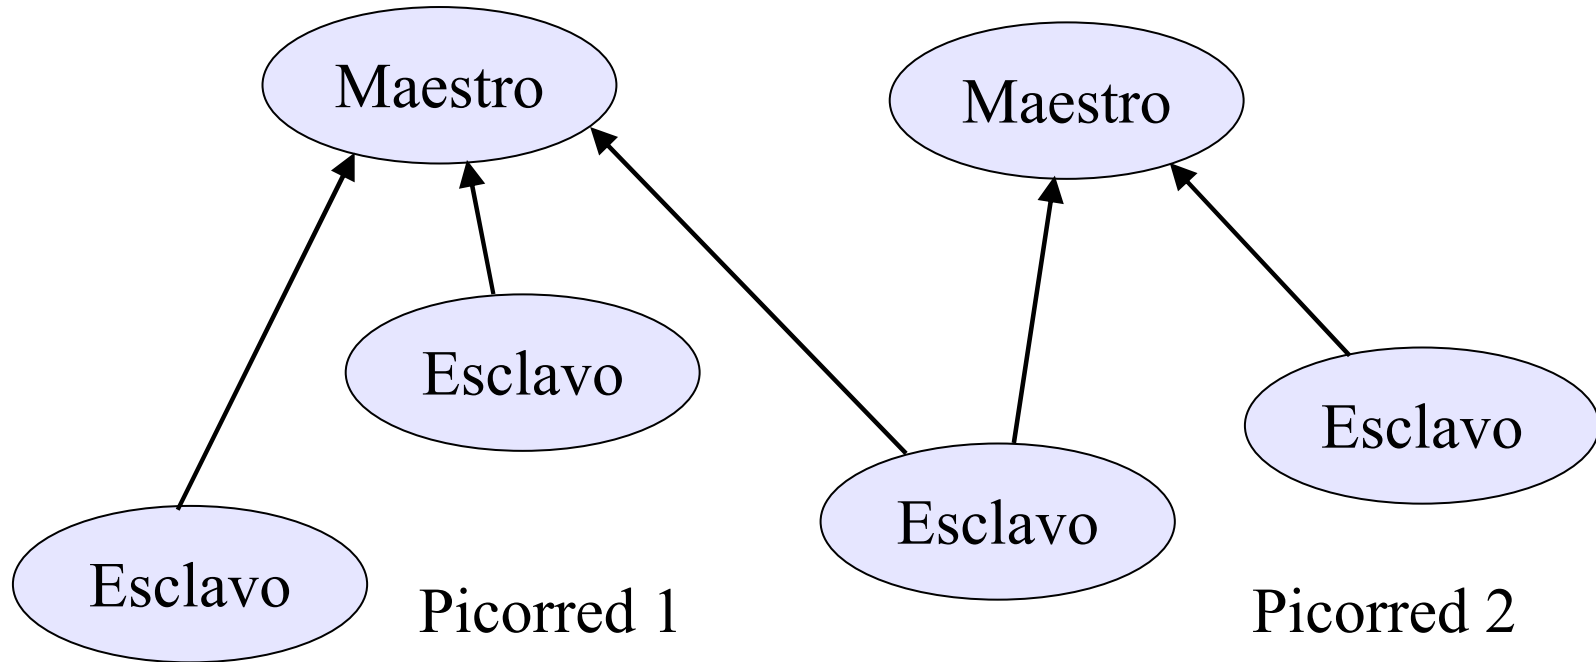 Maestro
Maestro
Esclavo
Esclavo
Esclavo
Esclavo
Picorred 1
Picorred 2